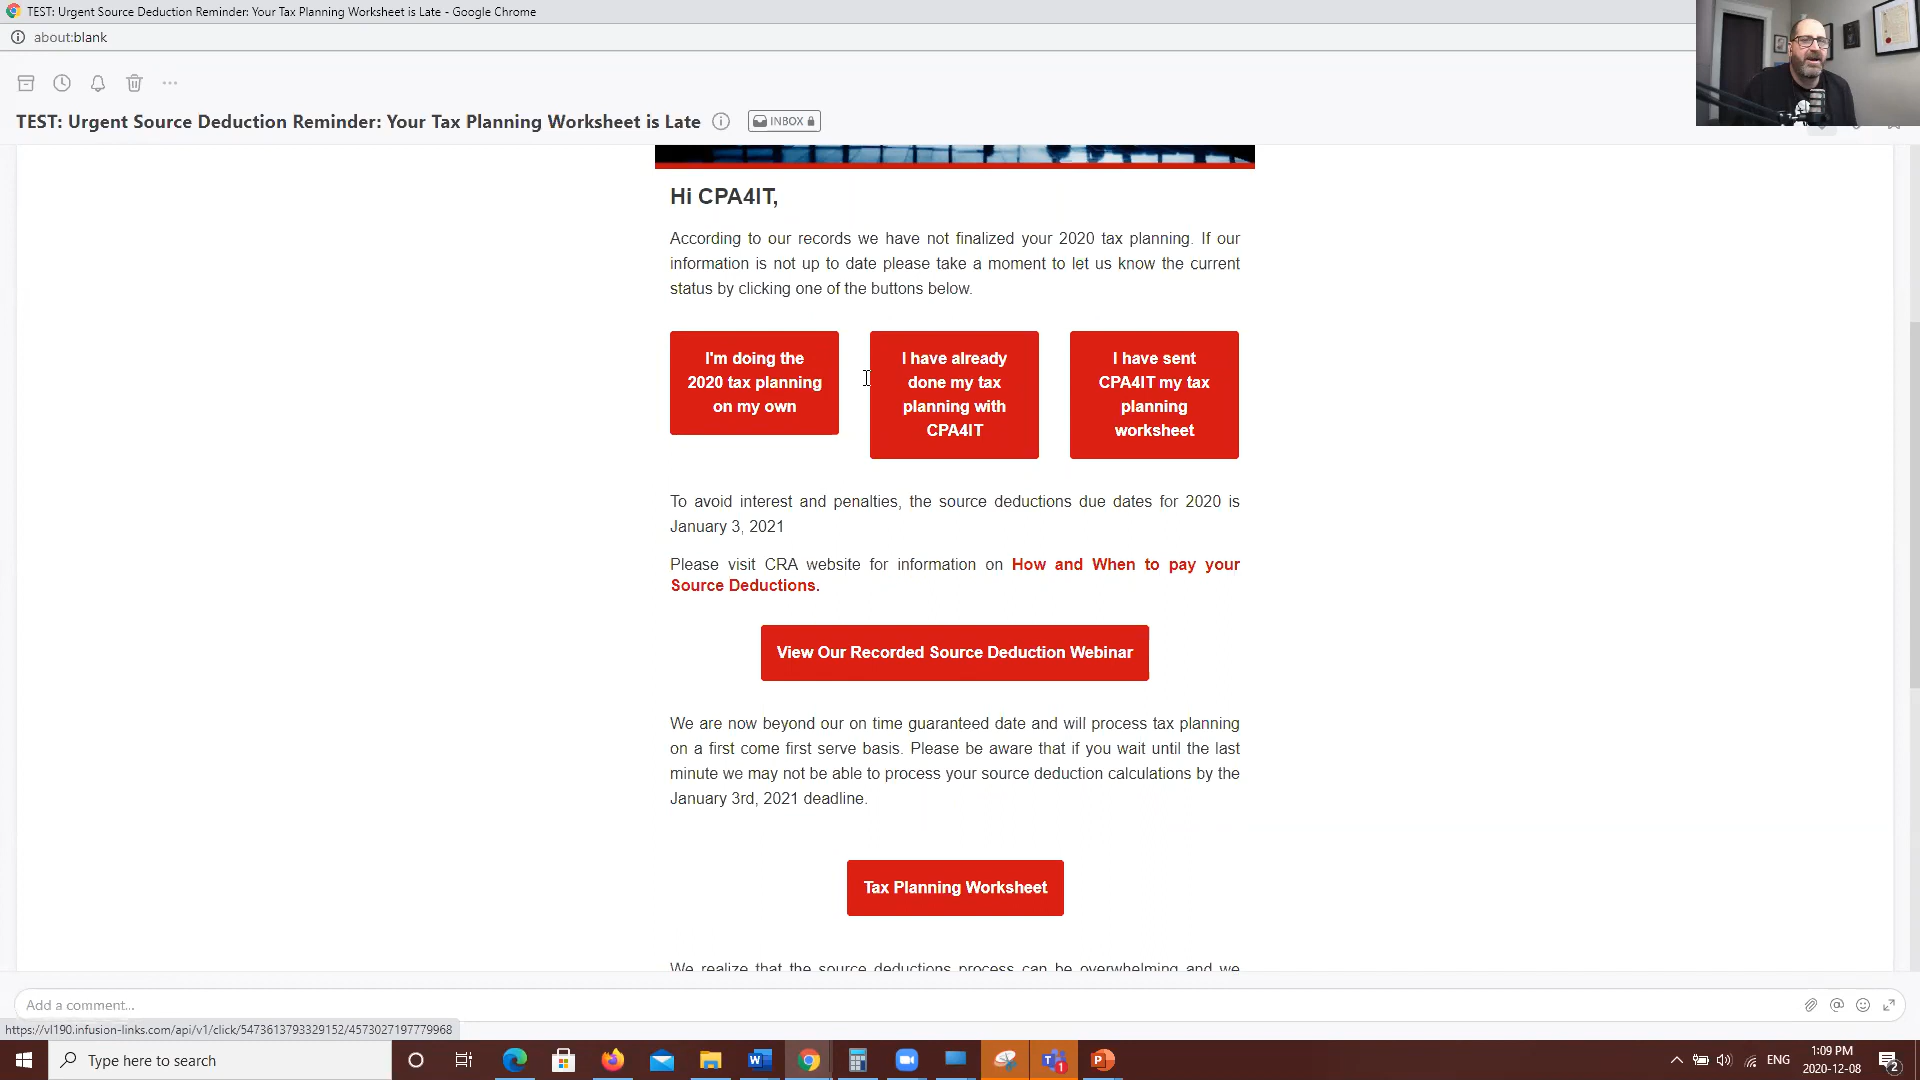 TEST: Urgent Source Deduction Reminder: Your Tax Planning Worksheet is Late - Google Chrome
about:blank
TEST: Urgent Source Deduction Reminder: Your Tax Planning Worksheet is Late
INBOX
Hi CPA4IT,
According to our records we have not finalized your 2020 tax planning. If our
information is not up to date please take a moment to let us know the current
status by clicking one of the buttons below.
I'm doing the
2020 tax planning
on my own
I have already
done my tax
planning with
CPA4IT
I have sent
CPA4IT my tax
planning
worksheet
To avoid interest and penalties, the source deductions due dates for 2020 is
January 3, 2021
Please visit CRA website for information on How and When to pay your
Source Deductions.
View Our Recorded Source Deduction Webinar
We are now beyond our on time guaranteed date and will process tax planning
on a first come first serve basis. Please be aware that if you wait until the last
minute we may not be able to process your source deduction calculations by the
January 3rd, 2021 deadline.
Tax Planning Worksheet
We realize that the source deductions process can be overwhelming and we
Add a comment...
https://vl190.infusion-links.com/api/v1/click/5473613793329152/4573027197779968
Type here to search
1
ENG
1:09 PM
2020-12-08
2